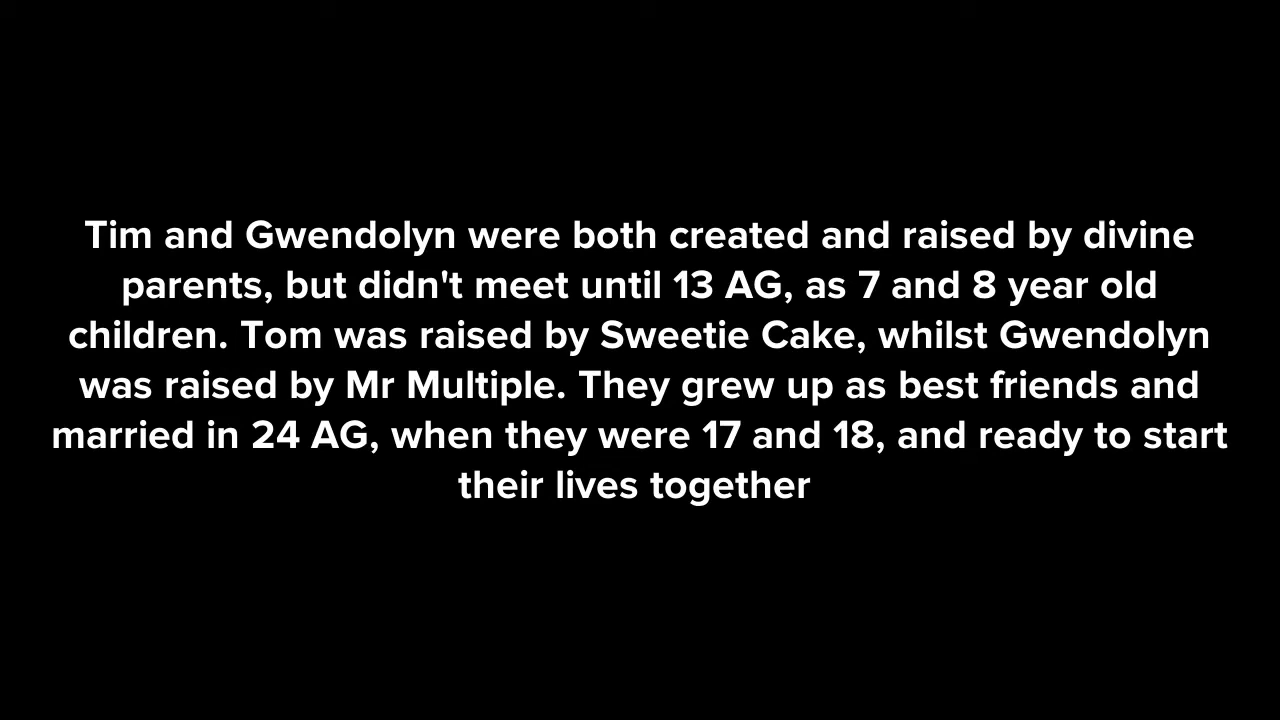 Tim and Gwendolyn were both created and raised by divine
parents, but didn't meet until 13 AG, as 7 and 8 year old
children. Tom was raised by Sweetie Cake, whilst Gwendolyn
was raised by Mr Multiple. They grew up as best friends and
married in 24 AG, when they were 17 and 18, and ready to start
their lives together